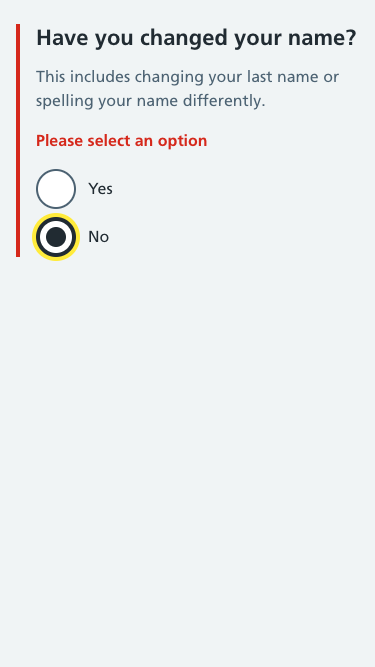 Have you changed your name?
This includes changing your last name or
spelling your name differently.
Please select an option
Yes
No